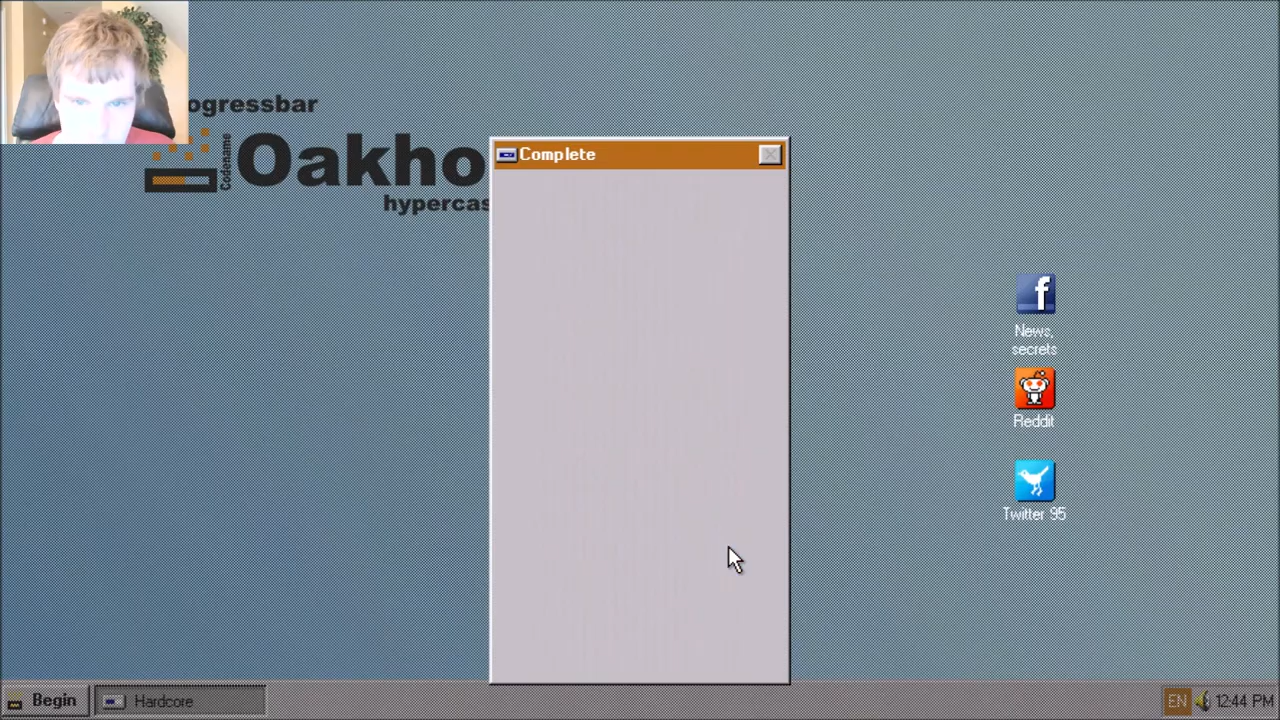 ogressbar
Codename
Oakho
hypercas
Complete
News,
secrets
Reddit
Twitter 95
Begin
Hardcore
EN
12:44 PM